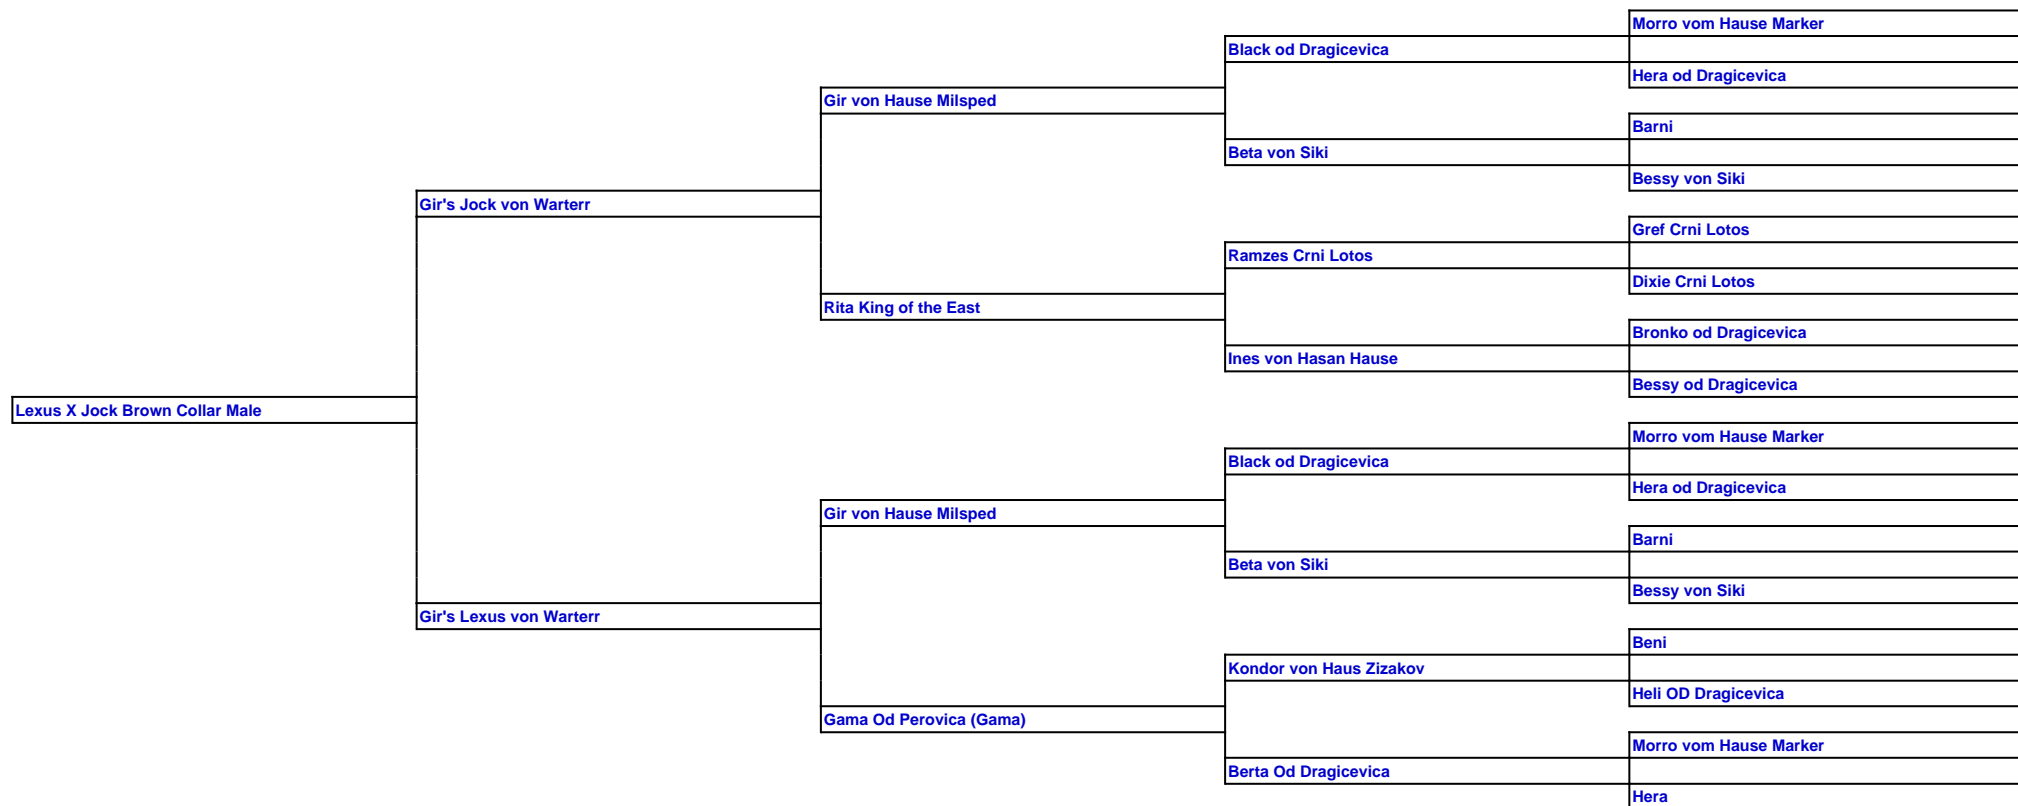 Morro vom Hause Marker
Black od Dragicevica
Hera od Dragicevica
Gir von Hause Milsped
Barni
Beta von Siki
Bessy von Siki
Gir's Jock von Warterr
Gref Crni Lotos
Ramzes Crni Lotos
Dixie Crni Lotos
Rita King of the East
Bronko od Dragicevica
Ines von Hasan Hause
Bessy od Dragicevica
Lexus X Jock Brown Collar Male
Morro vom Hause Marker
Black od Dragicevica
Hera od Dragicevica
Gir von Hause Milsped
Barni
Beta von Siki
Bessy von Siki
Gir's Lexus von Warterr
Beni
Kondor von Haus Zizakov
Heli OD Dragicevica
Gama Od Perovica (Gama)
Morro vom Hause Marker
Berta Od Dragicevica
Hera